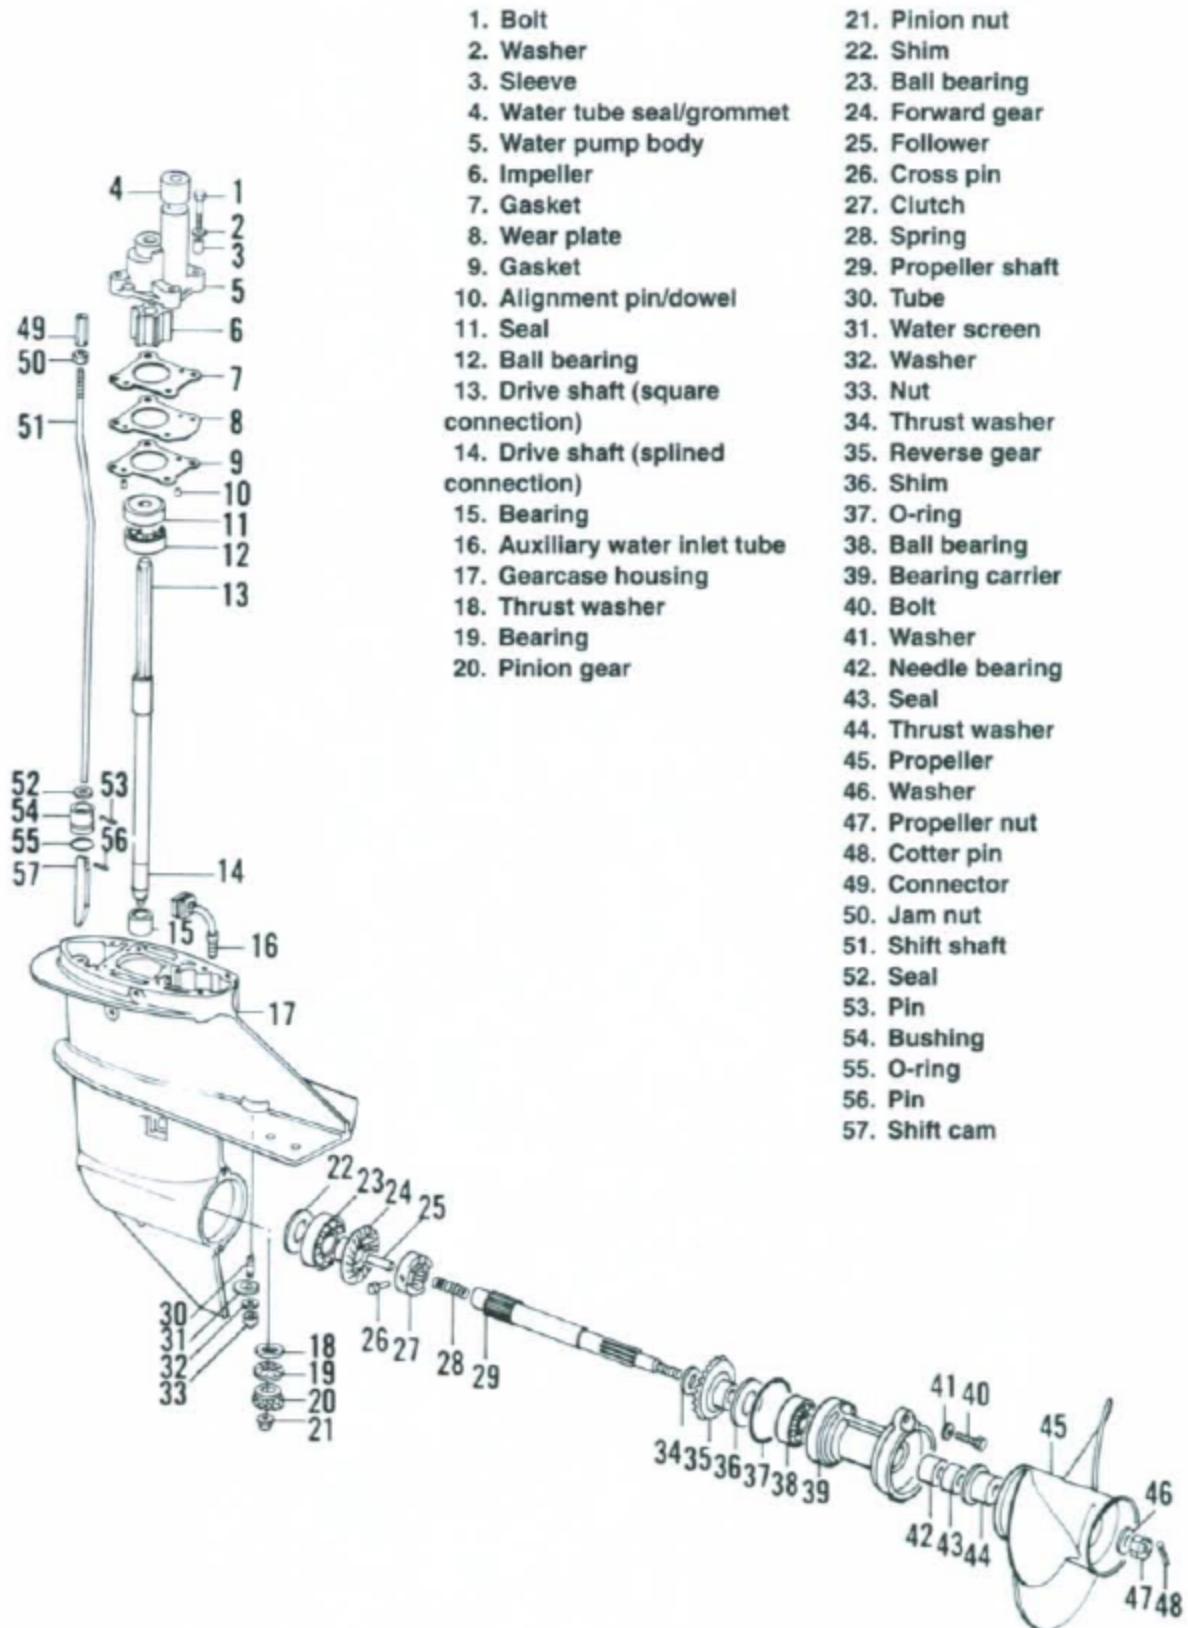 1. Bolt
2. Washer
3. Sleeve
4. Water tube seal/grommet
5. Water pump body
6. Impeller
7. Gasket
8. Wear plate
9. Gasket
10. Alignment pin/dowel
11. Seal
12. Ball bearing
13. Drive shaft (square
connection)
14. Drive shaft (splined
connection)
15. Bearing
16. Auxiliary water inlet tube
17. Gearcase housing
18. Thrust washer
19. Bearing
20. Pinion gear
21. Pinion nut
22. Shim
23. Ball bearing
24. Forward gear
25. Follower
26. Cross pin
27. Clutch
28. Spring
29. Propeller shaft
30. Tube
31. Water screen
32. Washer
33. Nut
34. Thrust washer
35. Reverse gear
36. Shim
37. O-ring
38. Ball bearing
39. Bearing carrier
40. Bolt
41. Washer
42. Needle bearing
43. Seal
44. Thrust washer
45. Propeller
46. Washer
47. Propeller nut
48. Cotter pin
49. Connector
50. Jam nut
51. Shift shaft
52. Seal
53. Pin
54. Bushing
55. O-ring
56. Pin
57. Shift cam
4
1
2
3
5
6
49
50
7
51
8
9
10
11
12
13
52
53
54
55
56
57
14
15
16
17
22
23
24
25
30
31
32
33
26
27
28
29
18
19
20
21
34
35
36
37
38
39
41
40
45
42
43
44
46
47
48